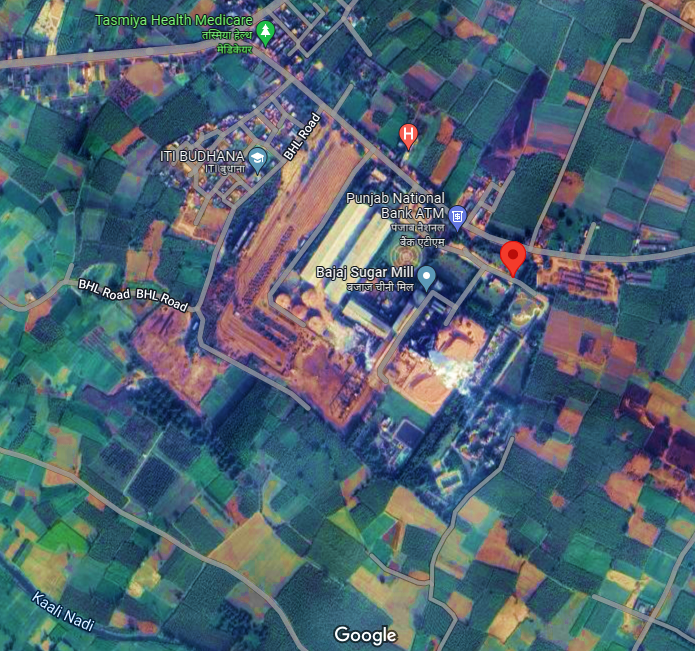 Tasmiya Health Medicare
तस्मिया हेल्थ
मेडिकेयर
BHL Road
ITI BUDHANA
ITI बुधाना
H
Punjab National
Bank ATM
पंजाब नैशनल
बैंक एटीएम
Bajaj Sugar Mill
बजाज चीनी मिल
BHL Road BHL Road
Kaali Nadi
Google